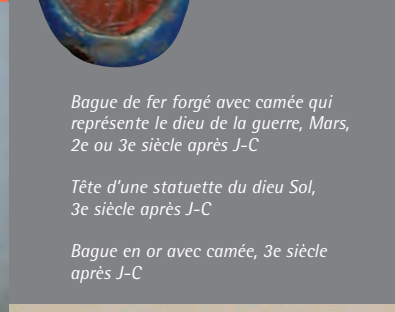 Bague de fer forgé avec camée qui
représente le dieu de la guerre, Mars,
2e ou 3e siècle après J-C
Tête d'une statuette du dieu Sol,
3e siècle après J-C
Bague en or avec camée, 3e siècle
après J-C